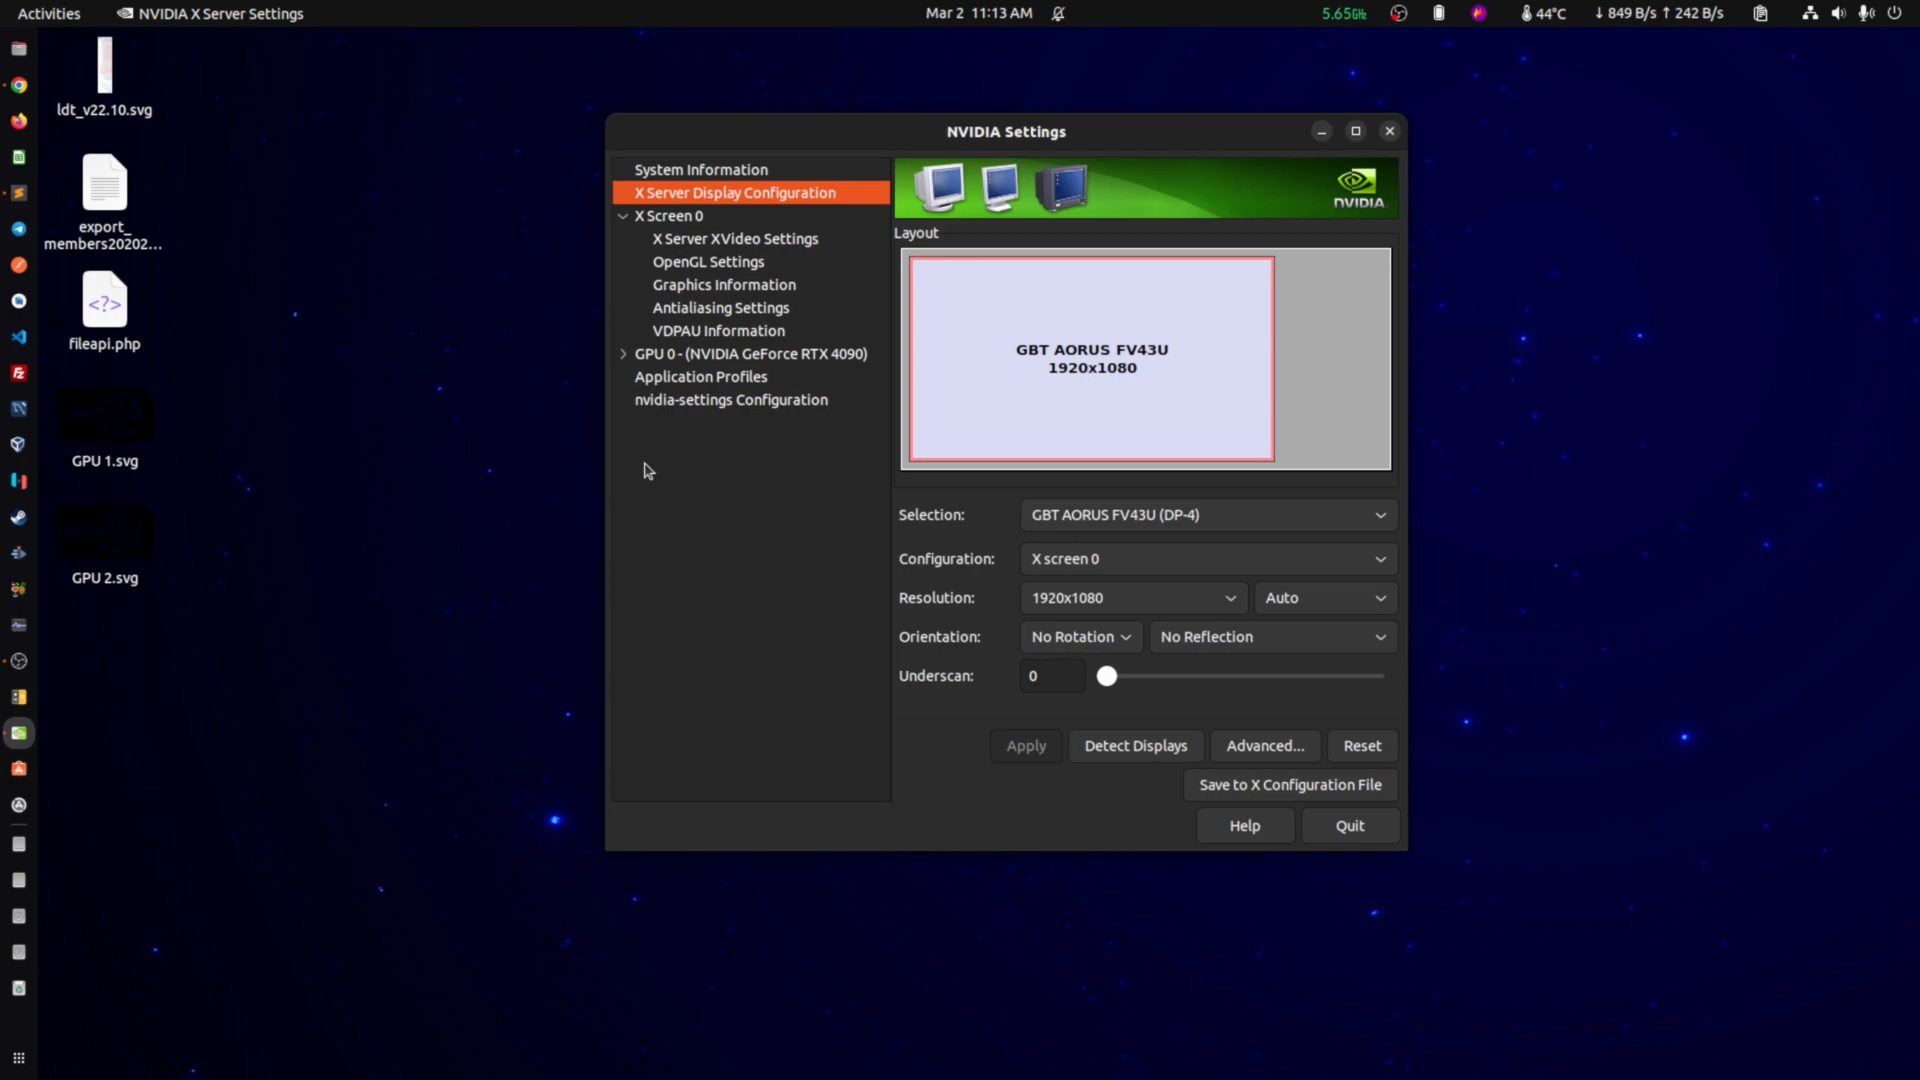 Activities
NVIDIA X Server Settings
Mar 2 11:13 AM
5.65GHz
44°C
↓ 849 B/s ↑ 242 B/s
ldt_v22.10.svg
export_
members20202...
<?>
fileapi.php
GPU 1.svg
GPU 2.svg
NVIDIA Settings
System Information
X Server Display Configuration
X Screen 0
X Server XVideo Settings
OpenGL Settings
Graphics Information
Antialiasing Settings
VDPAU Information
GPU 0 - (NVIDIA GeForce RTX 4090)
Application Profiles
nvidia-settings Configuration
NVIDIA.
Layout
GBT AORUS FV43U
1920x1080
Selection: GBT AORUS FV43U (DP-4)
Configuration: X screen 0
Resolution: 1920x1080 Auto
Orientation: No Rotation No Reflection
Underscan: 0
Apply Detect Displays Advanced... Reset
Save to X Configuration File
Help Quit